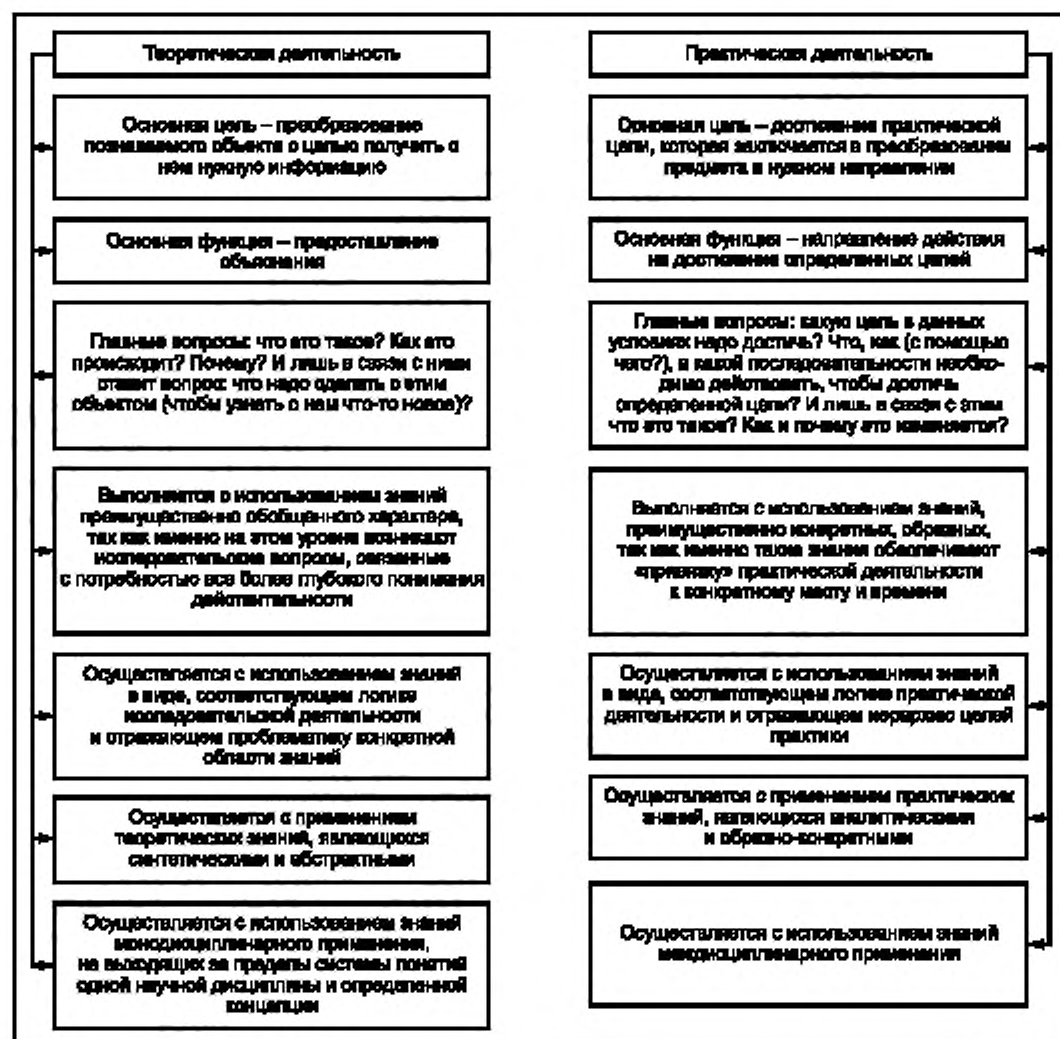 Теоретическая деятельность
Основная цель – преобразование
познаваемого объекта с целью получить о
нем нужную информацию
Основная функция – предоставление
объяснения
Главные вопросы: что это такое? Как это
происходит? Почему? И лишь в связи с ними
ставит вопрос: что надо сделать с этим
объектом (чтобы узнать о нем что-то новое)?
Выполняется с использованием знаний
преимущественно обобщенного характера,
так как именно на этом уровне возникают
исследовательские вопросы, связанные
с потребностью все более глубокого понимания
действительности
Осуществляется с использованием знаний
в виде, соответствующем логике
исследовательской деятельности
и отражающем проблематику конкретной
области знаний
Осуществляется с применением
теоретических знаний, являющихся
синтетическими и абстрактными
Осуществляется с использованием знаний
монодисциплинарного применения,
не выходящих за пределы системы понятий
одной научной дисциплины и определенной
концепции
Практическая деятельность
Основная цель – достижение практической
цели, которая заключается в преобразовании
предмета в нужном направлении
Основная функция – направление действия
на достижение определенных целей
Главные вопросы: какую цель в данных
условиях надо достичь? Что, как (с помощью
чего?), в какой последовательности необхо-
димо действовать, чтобы достичь
определенной цели? И лишь в связи с этим
что это такое? Как и почему это изменяется?
Выполняется с использованием знаний,
преимущественно конкретных, образных,
так как именно такие знания обеспечивают
«привязку» практической деятельности
к конкретному месту и времени
Осуществляется с использованием знаний
в виде, соответствующем логике практической
деятельности и отражающем иерархию целей
практики
Осуществляется с применением практических
знаний, являющихся аналитическими
и образно-конкретными
Осуществляется с использованием знаний
междисциплинарного применения